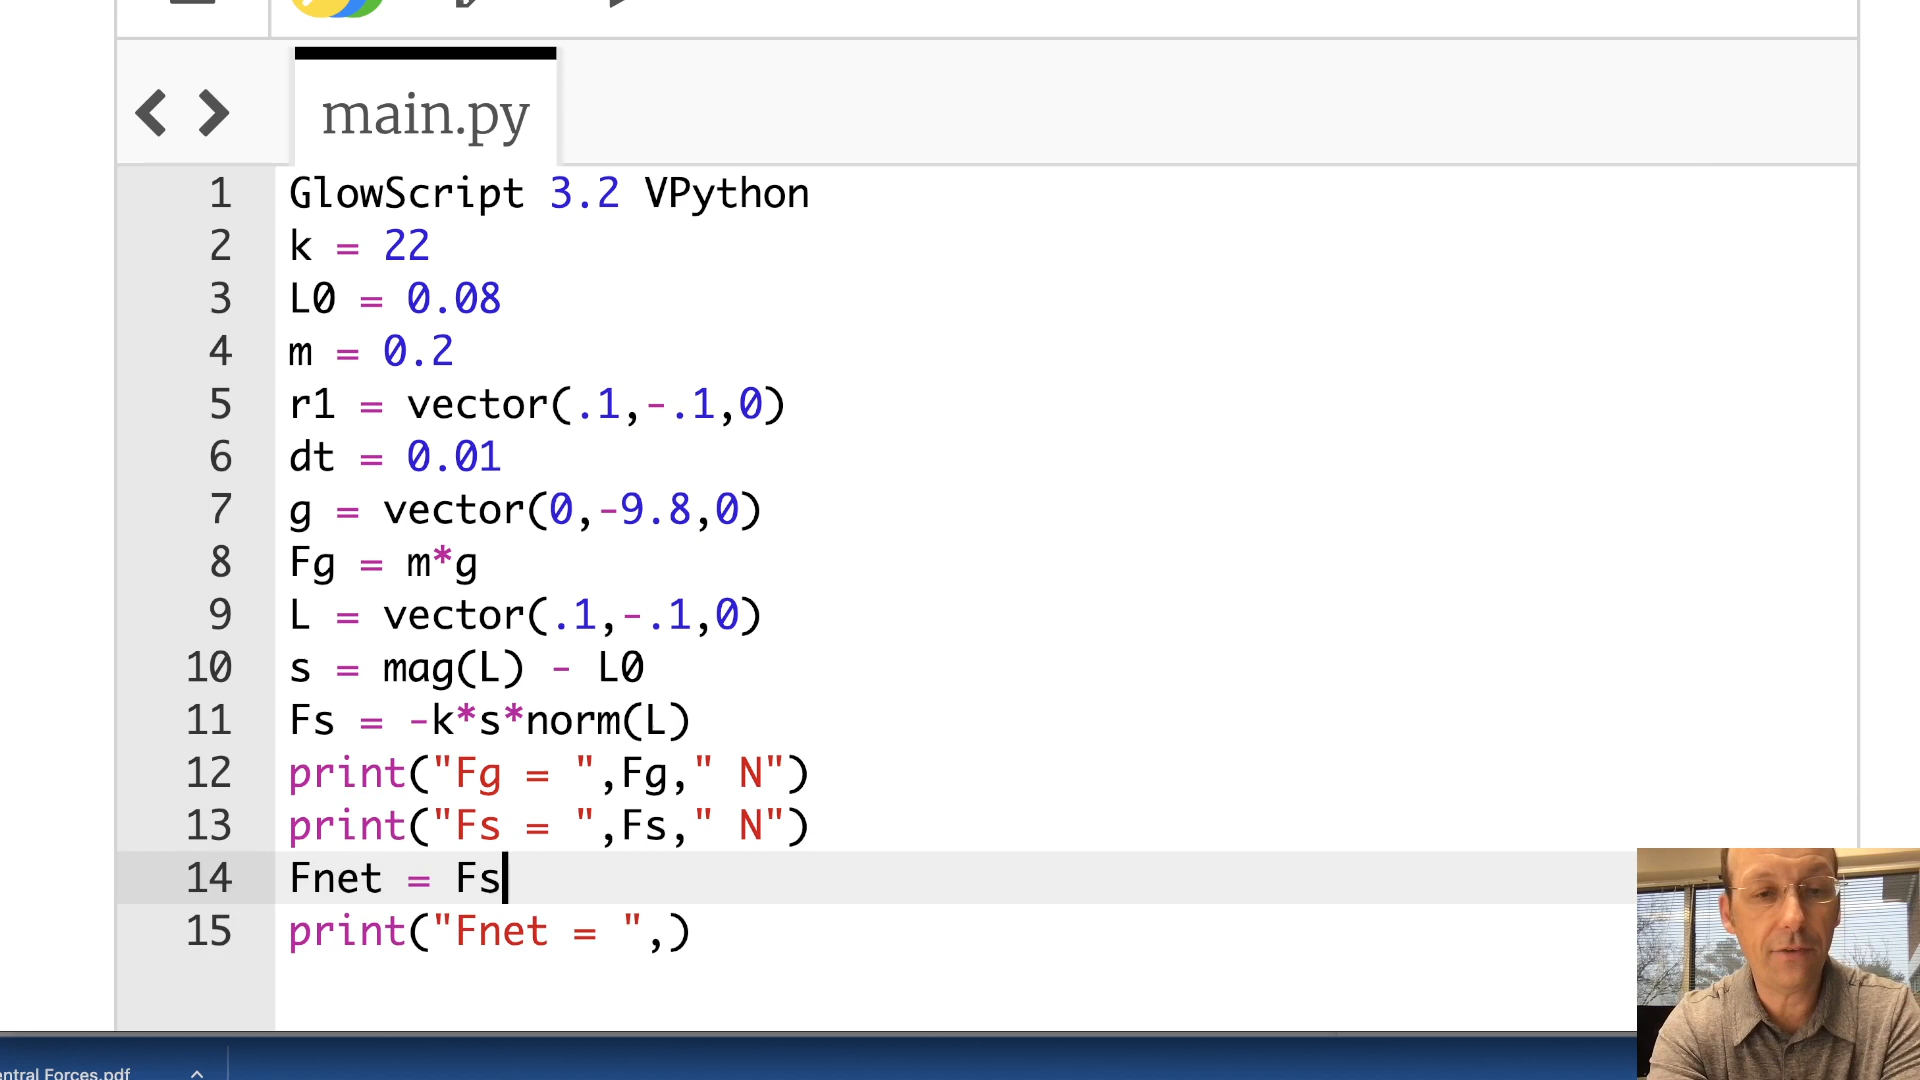 main.py
1 GlowScript 3.2 VPython
2 k = 22
3 L0 = 0.08
4 m = 0.2
5 r1 = vector(.1,-.1,0)
6 dt = 0.01
7 g = vector(0,-9.8,0)
8 Fg = m*g
9 L = vector(.1,-.1,0)
10 s = mag(L) - L0
11 Fs = -k*s*norm(L)
12 print("Fg = ",Fg," N")
13 print("Fs = ",Fs," N")
14 Fnet = Fs
15 print("Fnet = ",)
entral Forces.pdf